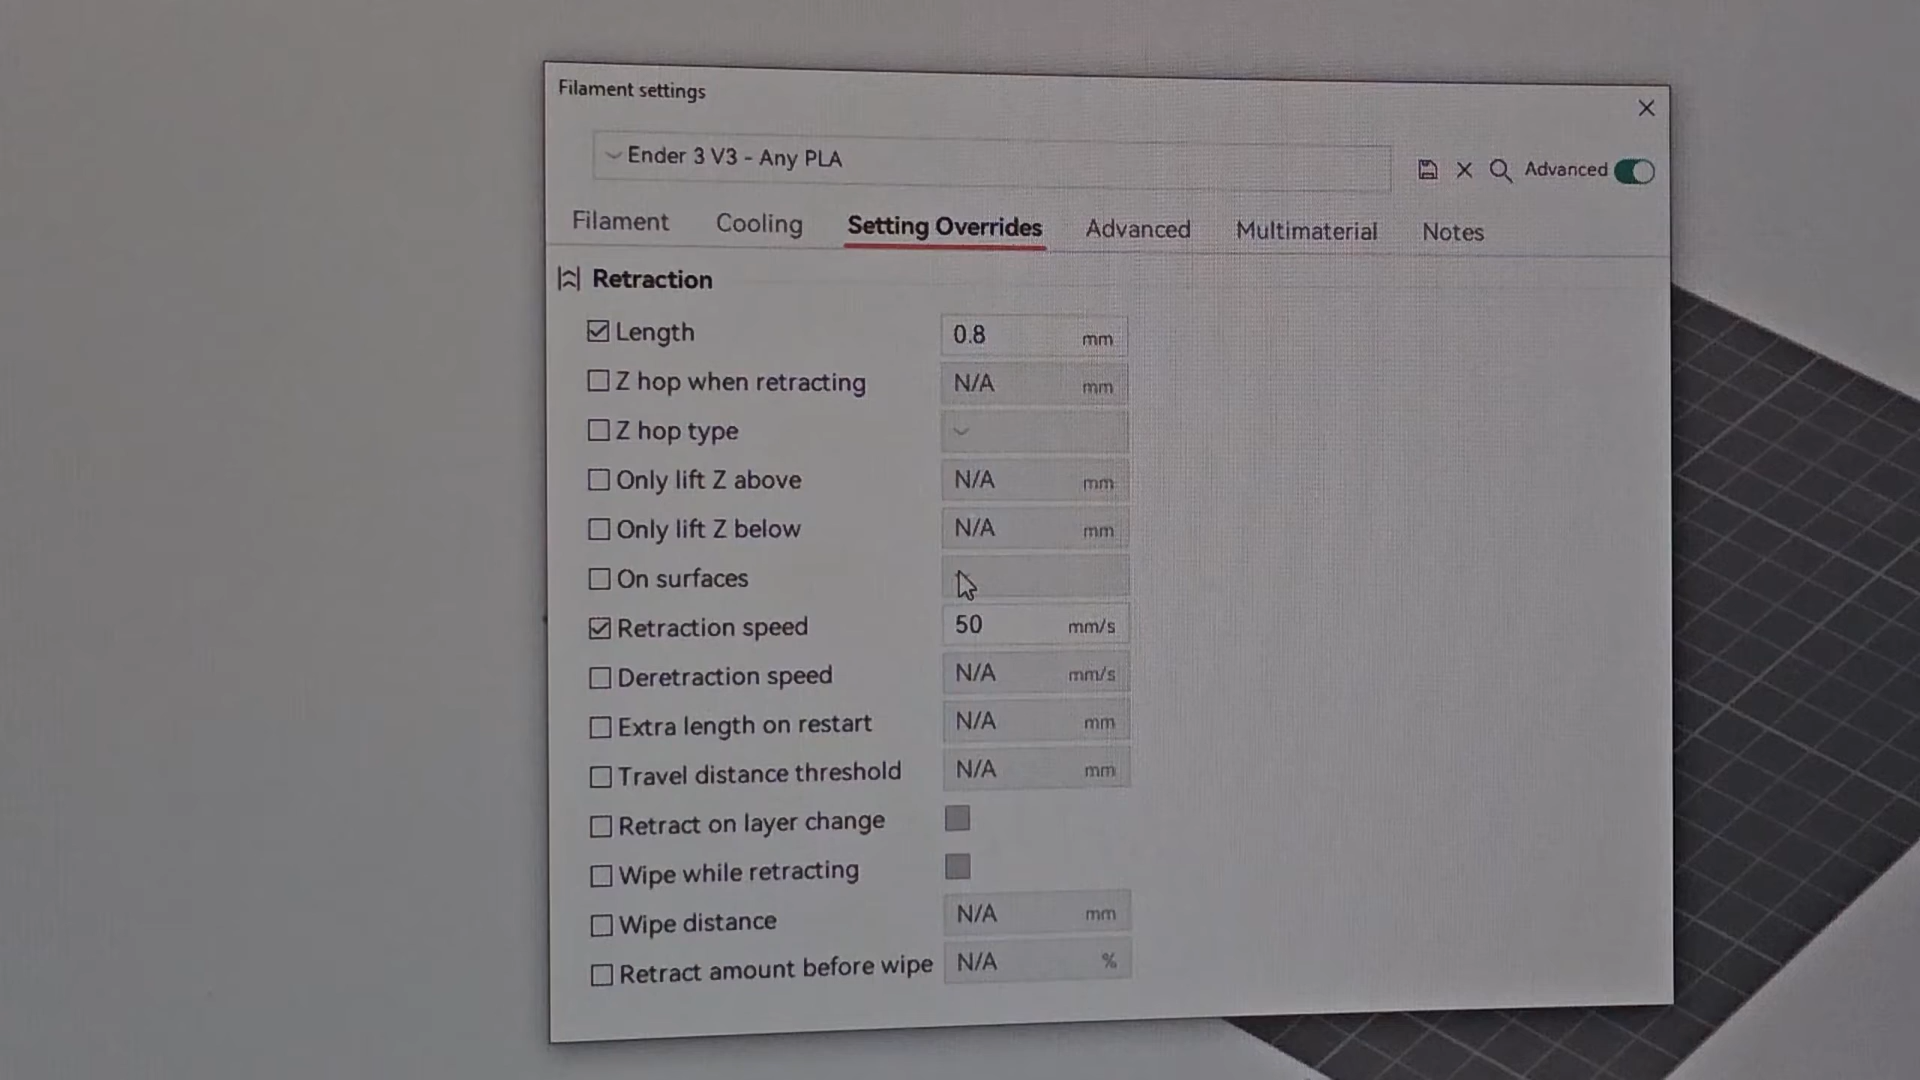 Filament settings
Ender 3 V3 - Any PLA
Advanced
Filament Cooling Setting Overrides Advanced Multimaterial Notes
Retraction
Length 0.8 mm
Z hop when retracting N/A mm
Z hop type
Only lift Z above N/A mm
Only lift Z below N/A mm
On surfaces
Retraction speed 50 mm/s
Deretraction speed N/A mm/s
Extra length on restart N/A mm
Travel distance threshold N/A mm
Retract on layer change
Wipe while retracting
Wipe distance N/A mm
Retract amount before wipe N/A %